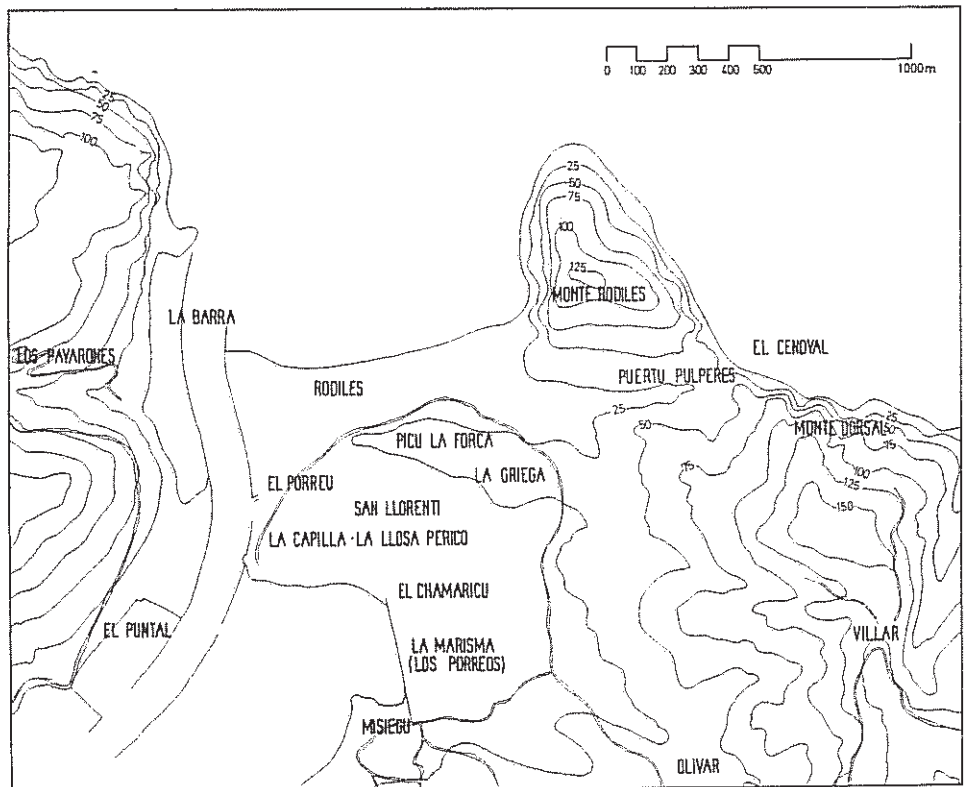 0 100 200 300 400 500 1000m
25
50
75
100
25
50
75
100
125
MONTE RODILES
LA BARRA
LOS PAYARONES
EL CENOVAL
RODILES
PUERTU PULPERES
25
50
25
50
75
MONTE DORSAL
PICU LA FORCA
LA GRIEGA
75
100
125
150
EL PORREU
SAN LLORENTI
LA CAPILLA · LA LLOSA PERICO
EL CHAMARICU
EL PUNTAL
VILLAR
LA MARISMA
(LOS PORREOS)
MISIEGU
OLIVAR